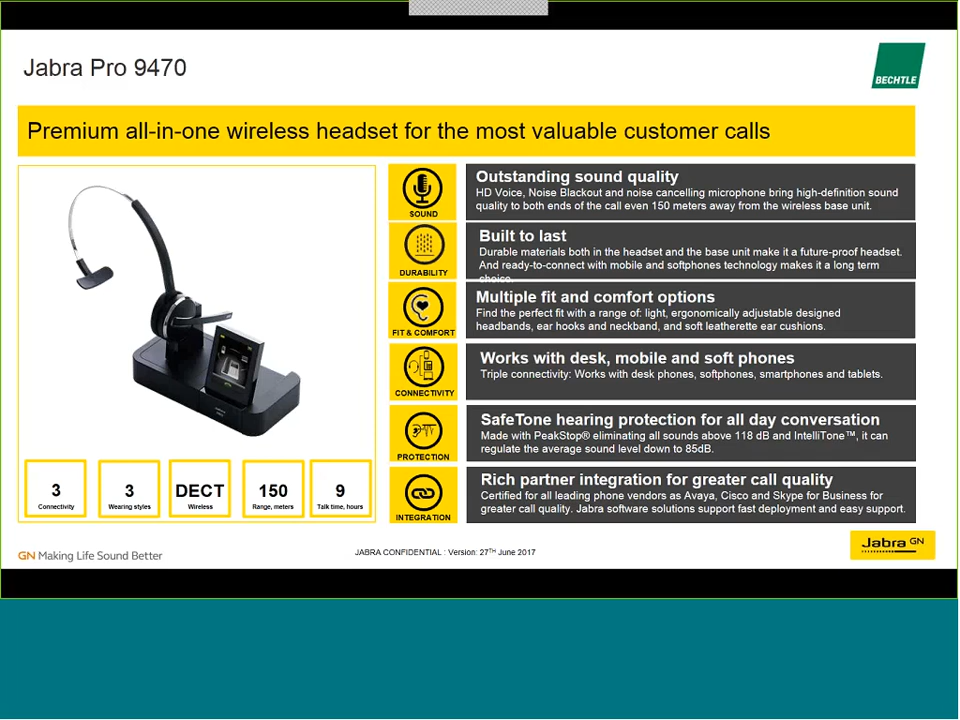 Jabra Pro 9470
BECHTLE
Premium all-in-one wireless headset for the most valuable customer calls
SOUND
Outstanding sound quality
HD Voice, Noise Blackout and noise cancelling microphone bring high-definition sound
quality to both ends of the call even 150 meters away from the wireless base unit.
DURABILITY
Built to last
Durable materials both in the headset and the base unit make it a future-proof headset.
And ready-to-connect with mobile and softphones technology makes it a long term
choice.
FIT & COMFORT
Multiple fit and comfort options
Find the perfect fit with a range of: light, ergonomically adjustable designed
headbands, ear hooks and neckband, and soft leatherette ear cushions.
CONNECTIVITY
Works with desk, mobile and soft phones
Triple connectivity: Works with desk phones, softphones, smartphones and tablets.
PROTECTION
SafeTone hearing protection for all day conversation
Made with PeakStop® eliminating all sounds above 118 dB and IntelliTone™, it can
regulate the average sound level down to 85dB.
INTEGRATION
Rich partner integration for greater call quality
Certified for all leading phone vendors as Avaya, Cisco and Skype for Business for
greater call quality. Jabra software solutions support fast deployment and easy support.
3
Connectivity
3
Wearing styles
DECT
Wireless
150
Range, meters
9
Talk time, hours
GN Making Life Sound Better
JABRA CONFIDENTIAL : Version: 27TH June 2017
Jabra GN